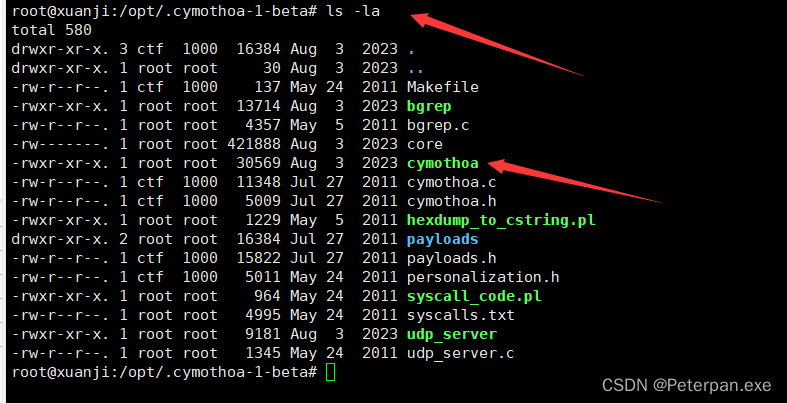 root@xuanji:/opt/.cymothoa-1-beta# ls -la
total 580
drwxr-xr-x. 3 ctf  1000  16384 Aug  3  2023 .
drwxr-xr-x. 1 root root     30 Aug  3  2023 ..
-rw-r--r--. 1 ctf  1000    137 May 24  2011 Makefile
-rwxr-xr-x. 1 root root  13714 Aug  3  2023 bgrep
-rw-r--r--. 1 root root   4357 May  5  2011 bgrep.c
-rw-------. 1 root root 421888 Aug  3  2023 core
-rwxr-xr-x. 1 root root  30569 Aug  3  2023 cymothoa
-rw-r--r--. 1 ctf  1000  11348 Jul 27  2011 cymothoa.c
-rw-r--r--. 1 ctf  1000   5009 Jul 27  2011 cymothoa.h
-rwxr-xr-x. 1 root root   1229 May  5  2011 hexdump_to_cstring.pl
drwxr-xr-x. 2 root root  16384 Jul 27  2011 payloads
-rw-r--r--. 1 ctf  1000  15822 Jul 27  2011 payloads.h
-rw-r--r--. 1 ctf  1000   5011 May 24  2011 personalization.h
-rwxr-xr-x. 1 root root    964 May 24  2011 syscall_code.pl
-rw-r--r--. 1 root root   4995 May 24  2011 syscalls.txt
-rwxr-xr-x. 1 root root   9181 Aug  3  2023 udp_server
-rw-r--r--. 1 root root   1345 May 24  2011 udp_server.c
root@xuanji:/opt/.cymothoa-1-beta#
CSDN @Peterpan.exe